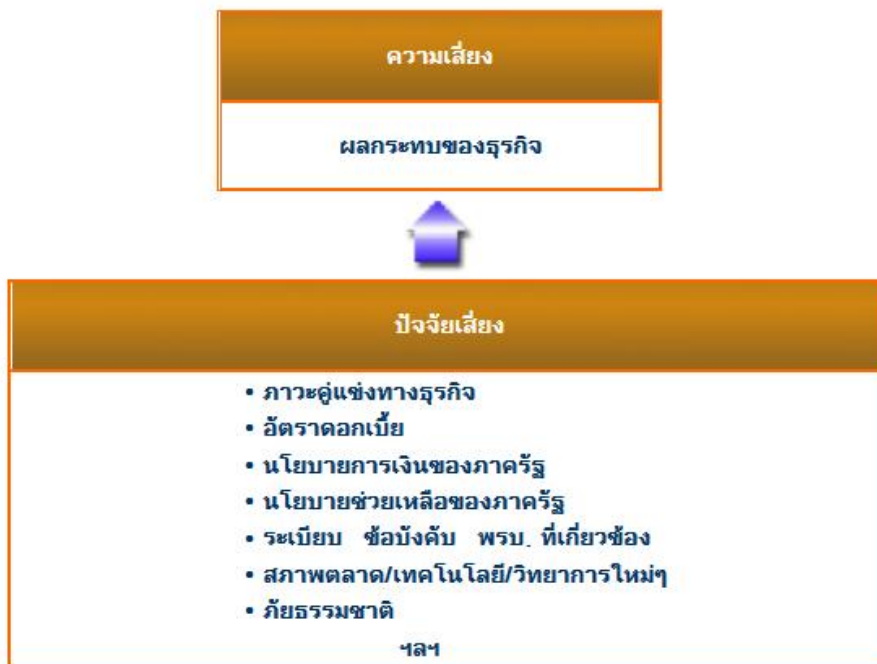 ความเสี่ยง
ผลกระทบของธุรกิจ
ปัจจัยเสี่ยง
• ภาวะคู่แข่งทางธุรกิจ
• อัตราดอกเบี้ย
• นโยบายการเงินของภาครัฐ
• นโยบายช่วยเหลือของภาครัฐ
• ระเบียบ ข้อบังคับ พรบ. ที่เกี่ยวข้อง
• สภาพตลาด/เทคโนโลยี/วิทยาการใหม่ๆ
• ภัยธรรมชาติ
ฯลฯ